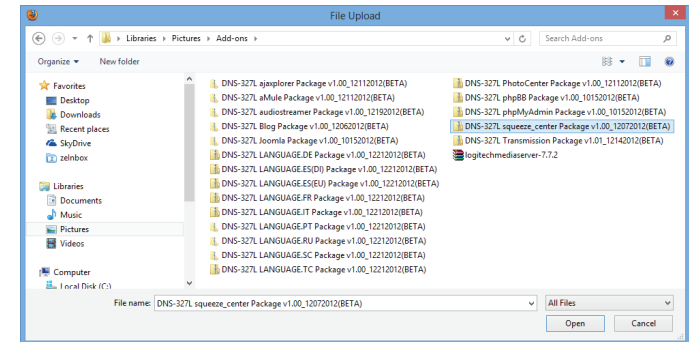 File Upload
Libraries Pictures Add-ons
Search Add-ons
Organize New folder
Favorites
Desktop
Downloads
Recent places
SkyDrive
zelnbox
Libraries
Documents
Music
Pictures
Videos
Computer
Local Disk (C:)
DNS-327L ajaxplorer Package v1.00_12112012(BETA)
DNS-327L aMule Package v1.00_12112012(BETA)
DNS-327L audiostreamer Package v1.00_12192012(BETA)
DNS-327L Blog Package v1.00_12062012(BETA)
DNS-327L Joomla Package v1.00_10152012(BETA)
DNS-327L LANGUAGE.DE Package v1.00_12212012(BETA)
DNS-327L LANGUAGE.ES(DI) Package v1.00_12212012(BETA)
DNS-327L LANGUAGE.ES(EU) Package v1.00_12212012(BETA)
DNS-327L LANGUAGE.FR Package v1.00_12212012(BETA)
DNS-327L LANGUAGE.IT Package v1.00_12212012(BETA)
DNS-327L LANGUAGE.PT Package v1.00_12212012(BETA)
DNS-327L LANGUAGE.RU Package v1.00_12212012(BETA)
DNS-327L LANGUAGE.SC Package v1.00_12212012(BETA)
DNS-327L LANGUAGE.TC Package v1.00_12212012(BETA)
DNS-327L PhotoCenter Package v1.00_12112012(BETA)
DNS-327L phpBB Package v1.00_10152012(BETA)
DNS-327L phpMyAdmin Package v1.00_10152012(BETA)
DNS-327L squeeze_center Package v1.00_12072012(BETA)
DNS-327L Transmission Package v1.01_12142012(BETA)
logitechmediaserver-7.7.2
File name: DNS-327L squeeze_center Package v1.00_12072012(BETA)
All Files
Open Cancel